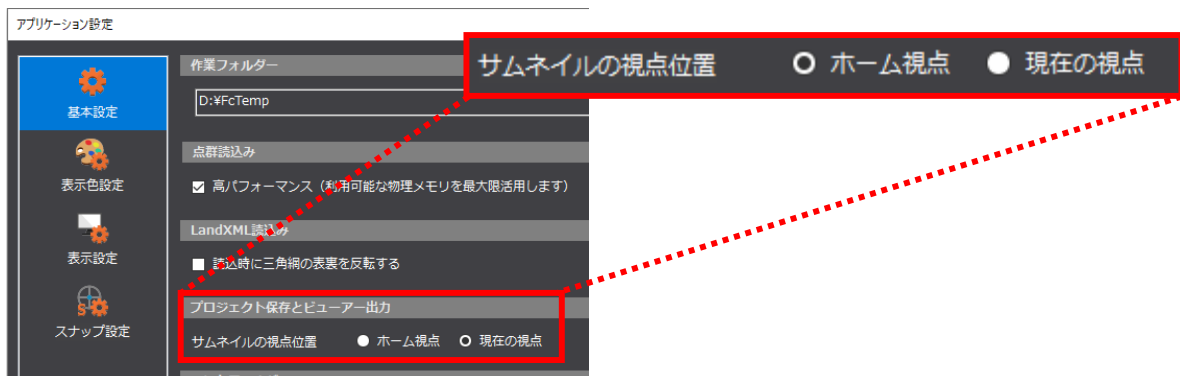 アプリケーション設定
サムネイルの視点位置 ホーム視点 現在の視点
基本設定
表示色設定
表示設定
スナップ設定
作業フォルダー
D:¥FcTemp
点群読込み
高パフォーマンス（利用可能な物理メモリを最大限活用します）
LandXML読込み
読込時に三角網の表裏を反転する
プロジェクト保存とビューアー出力
サムネイルの視点位置 ホーム視点 現在の視点